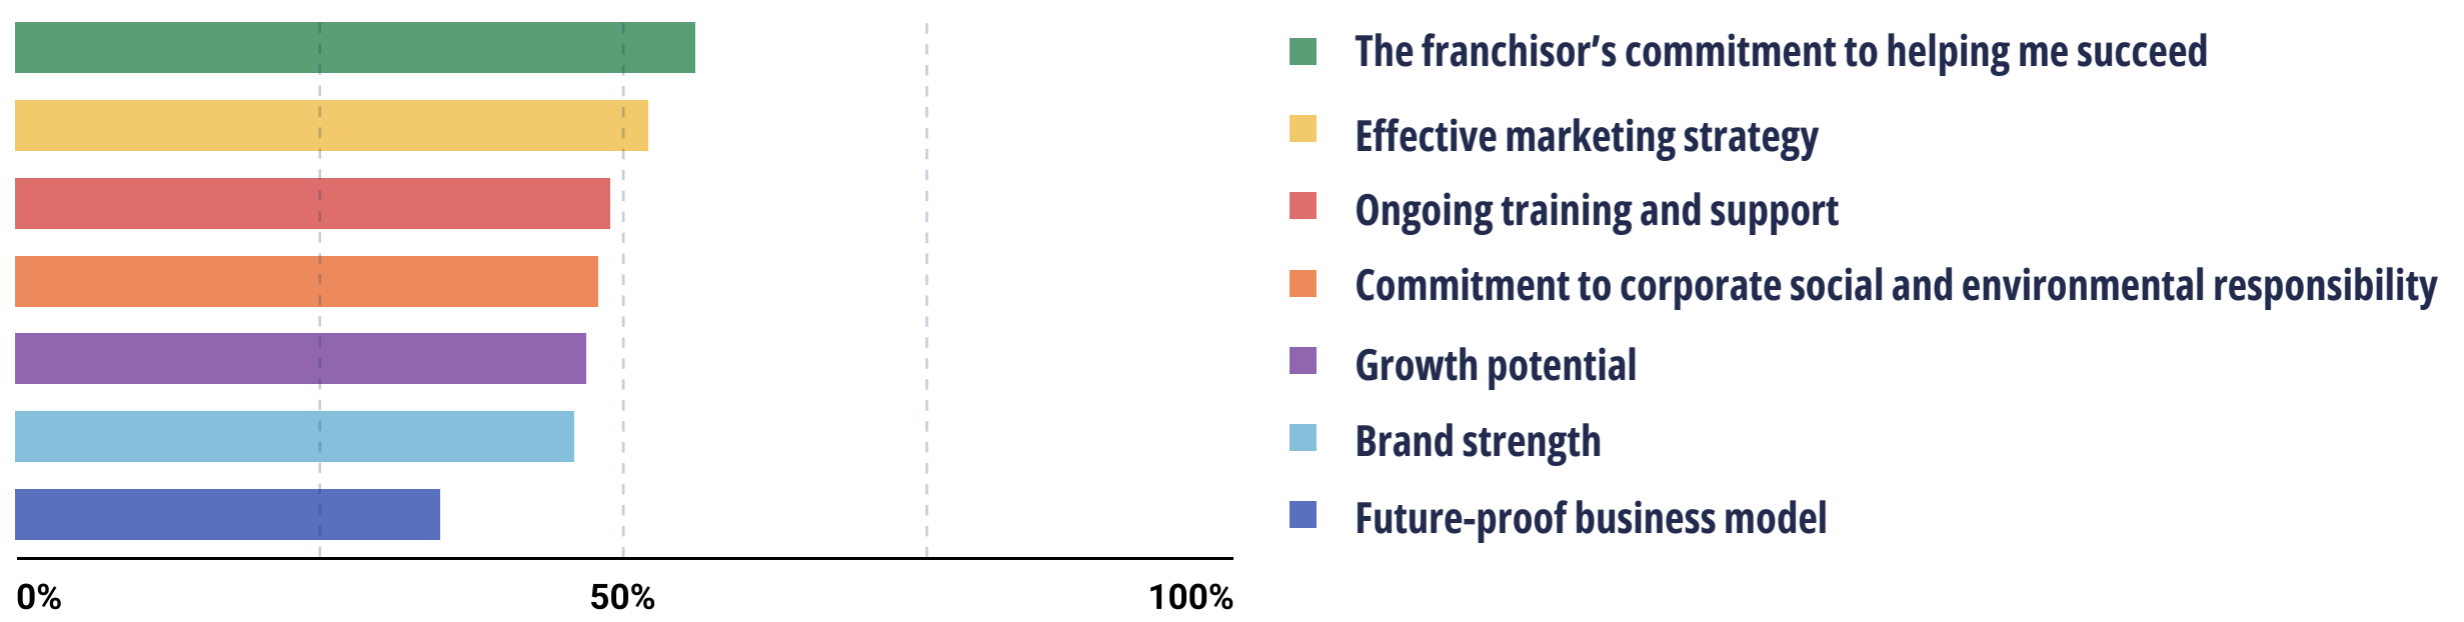 The franchisor’s commitment to helping me succeed
Effective marketing strategy
Ongoing training and support
Commitment to corporate social and environmental responsibility
Growth potential
Brand strength
Future-proof business model
0%
50%
100%